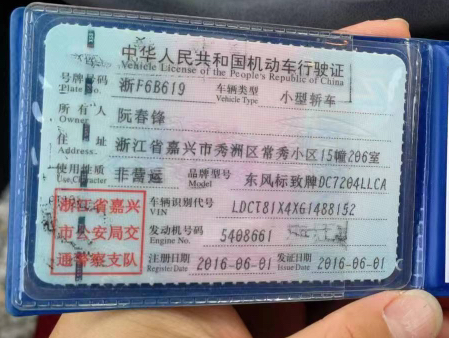 中华人民共和国机动车行驶证
Vehicle License of the People's Republic of China
号牌号码 浙F6B619 车辆类型 小型轿车
Plate No. Vehicle Type
所有人 阮春锋
Owner
住址 浙江省嘉兴市秀洲区常秀小区15幢206室
Address
使用性质 非营运 品牌型号 东风标致牌DC7204LLCA
Use Character Model
浙江省嘉兴
市公安局交
通警察支队
车辆识别代号 LDCT81X4XG1488152
VIN
发动机号码 5408661
Engine No.
注册日期 2016-06-01 发证日期 2016-06-01
Register Date Issue Date